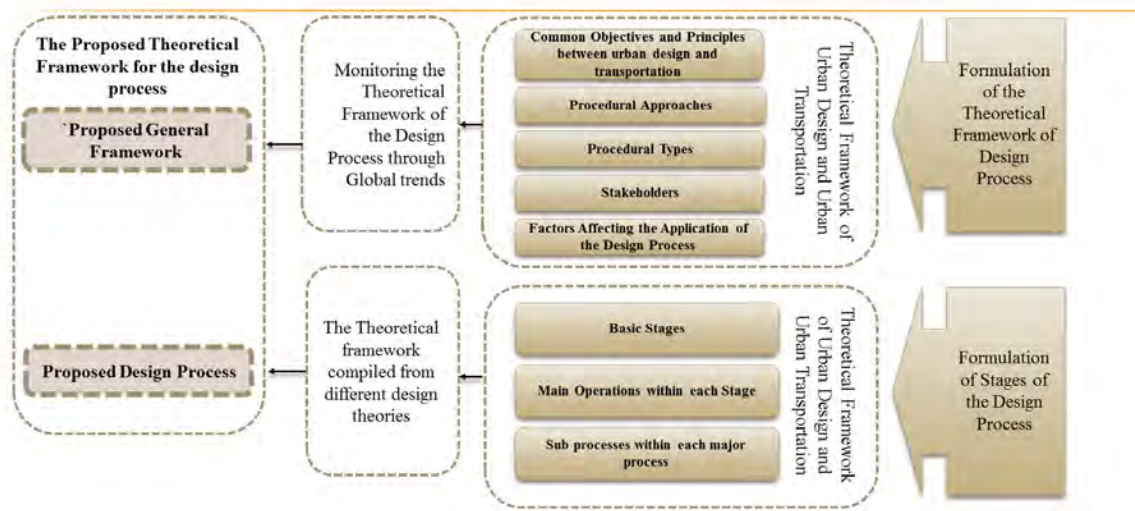 The Proposed Theoretical
Framework for the design
process
`Proposed General
Framework
Proposed Design Process
Monitoring the
Theoretical
Framework of
the Design
Process through
Global trends
The Theoretical
framework
compiled from
different design
theories
Common Objectives and Principles
between urban design and
transportation
Procedural Approaches
Procedural Types
Stakeholders
Factors Affecting the Application of
the Design Process
Theoretical Framework of
Urban Design and Urban
Transportation
Basic Stages
Main Operations within each Stage
Sub processes within each major
process
Theoretical Framework
of Urban Design and
Urban Transportation
Formulation
of the
Theoretical
Framework of
Design
Process
Formulation
of Stages of
the Design
Process